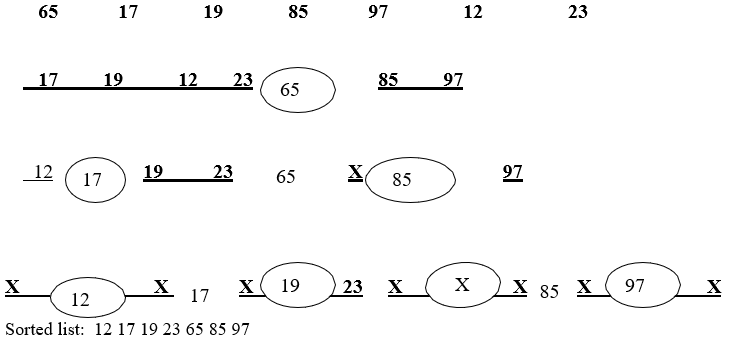 65 17 19 85 97 12 23
17 19 12 23 65 85 97
12 17 19 23 65 X 85 97
X 12 X 17 X 19 23 X X X 85 X 97 X
Sorted list: 12 17 19 23 65 85 97